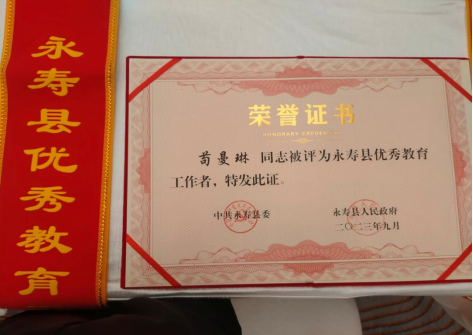 永寿县优秀教育
荣誉证书
HONORARY CREDENTIAL
苟曼琳 同志被评为永寿县优秀教育
工作者，特发此证。
中共永寿县委
永寿县人民政府
二〇二三年九月